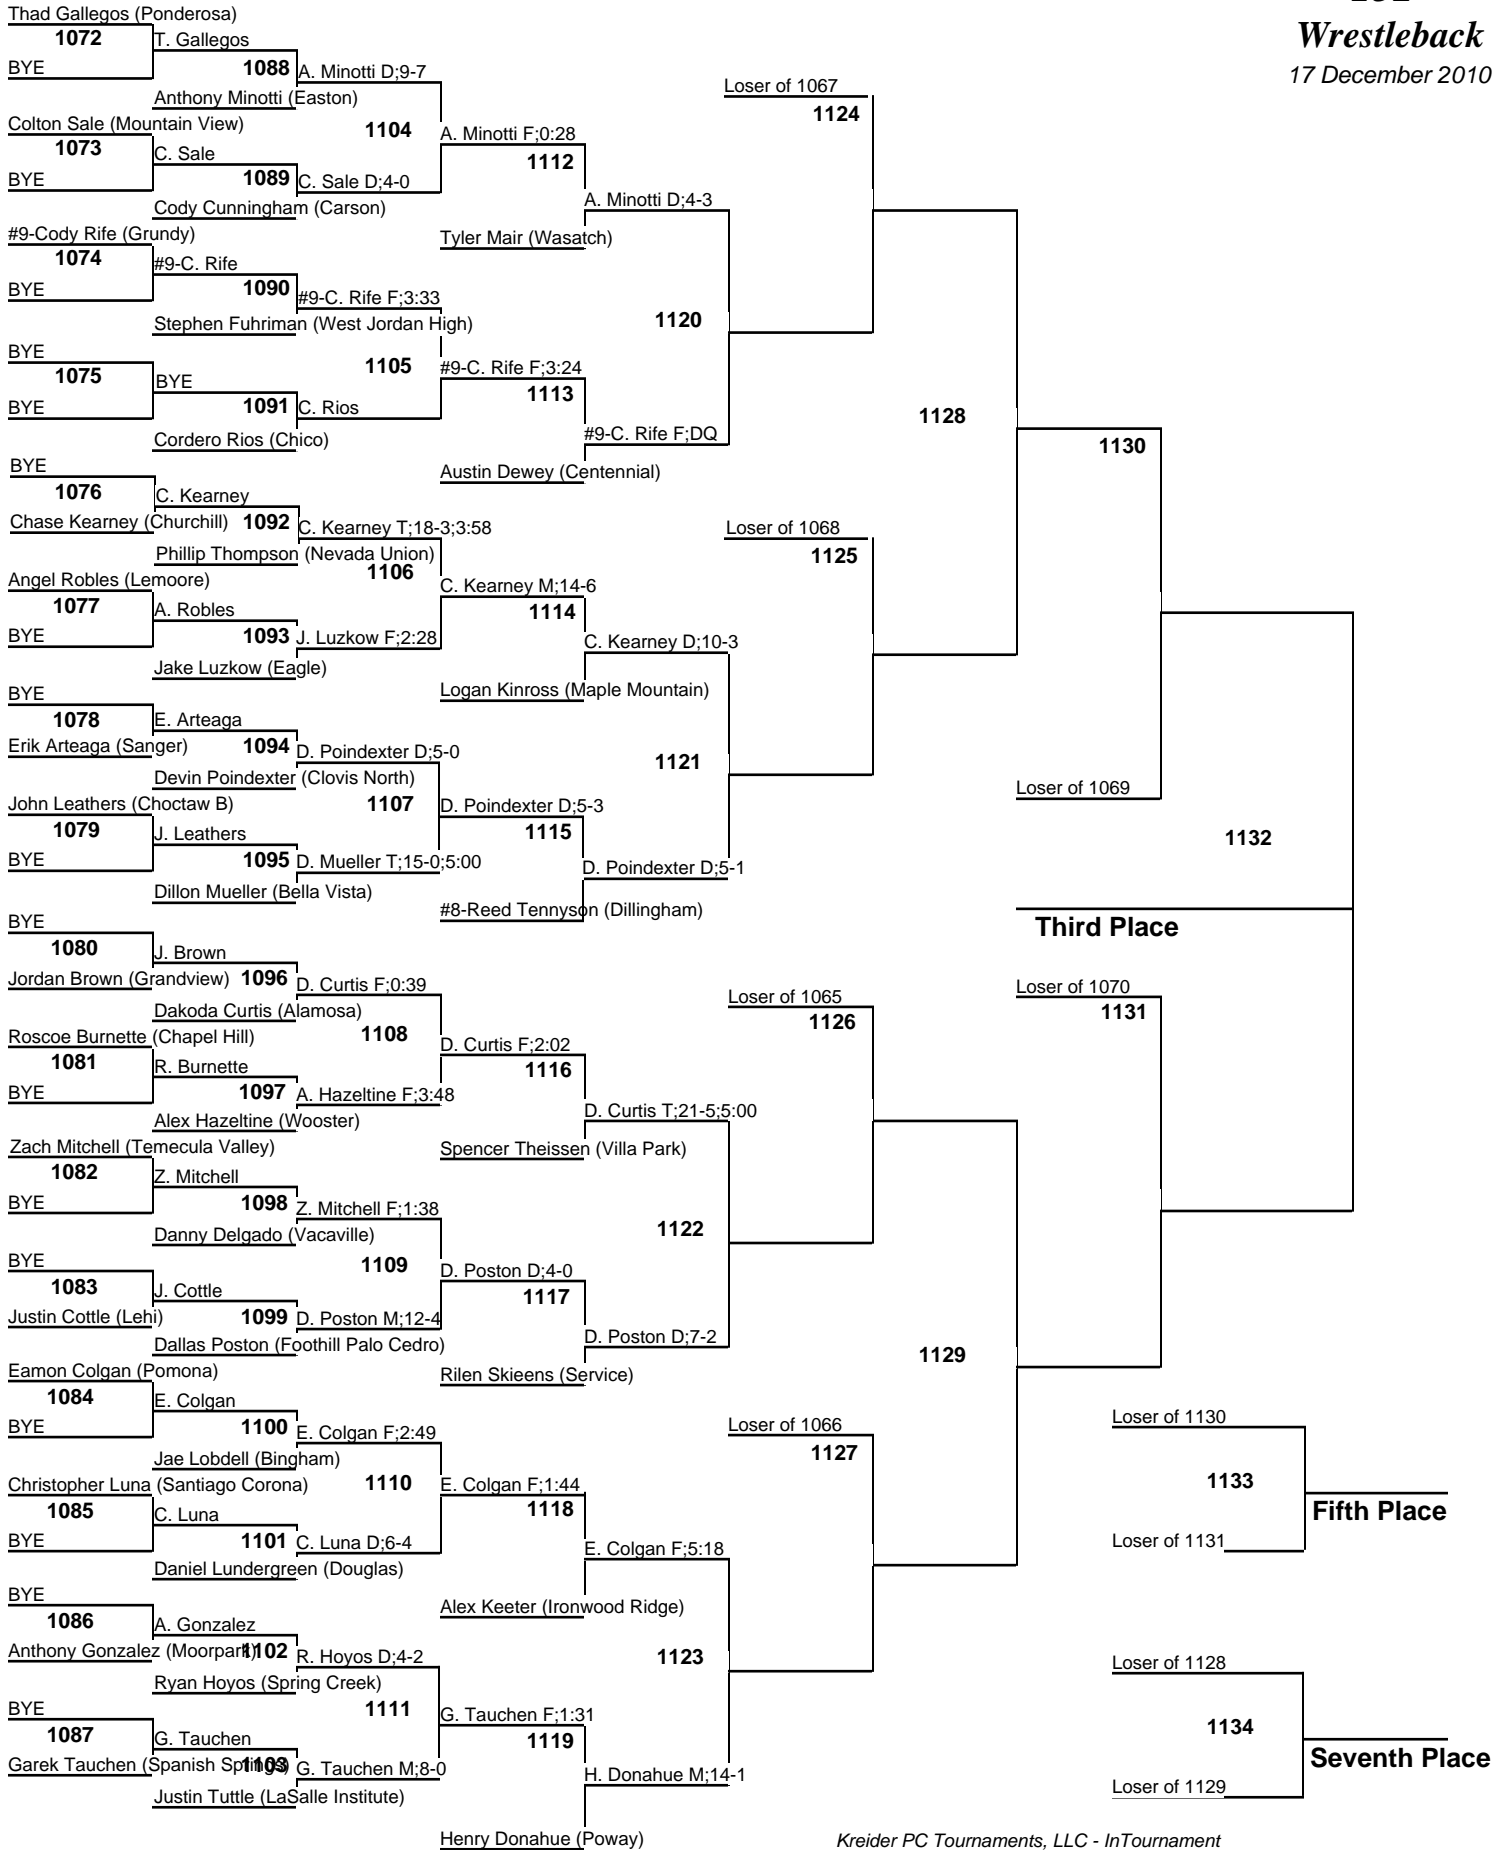 Wrestleback
17 December 2010
Thad Gallegos (Ponderosa)
1072
BYE
T. Gallegos
1088
Anthony Minotti (Easton)
A. Minotti D;9-7
Colton Sale (Mountain View)
1073
BYE
C. Sale
1089
Cody Cunningham (Carson)
C. Sale D;4-0
1104
A. Minotti F;0:28
1112
Tyler Mair (Wasatch)
A. Minotti D;4-3
#9-Cody Rife (Grundy)
1074
BYE
#9-C. Rife
1090
Stephen Fuhriman (West Jordan High)
#9-C. Rife F;3:33
BYE
1075
BYE
BYE
1091
Cordero Rios (Chico)
C. Rios
1105
#9-C. Rife F;3:24
1113
Austin Dewey (Centennial)
#9-C. Rife F;DQ
1120
Loser of 1067
1124
BYE
1076
Chase Kearney (Churchill)
C. Kearney
1092
Phillip Thompson (Nevada Union)
C. Kearney T;18-3;3:58
Angel Robles (Lemoore)
1077
BYE
A. Robles
1093
Jake Luzkow (Eagle)
J. Luzkow F;2:28
1106
C. Kearney M;14-6
1114
Logan Kinross (Maple Mountain)
C. Kearney D;10-3
BYE
1078
Erik Arteaga (Sanger)
E. Arteaga
1094
Devin Poindexter (Clovis North)
D. Poindexter D;5-0
John Leathers (Choctaw B)
1079
BYE
J. Leathers
1095
Dillon Mueller (Bella Vista)
D. Mueller T;15-0;5:00
1107
D. Poindexter D;5-3
1115
#8-Reed Tennyson (Dillingham)
D. Poindexter D;5-1
1121
Loser of 1068
1125
1128
1130
Loser of 1069
1132
Third Place
BYE
1080
Jordan Brown (Grandview)
J. Brown
1096
Dakoda Curtis (Alamosa)
D. Curtis F;0:39
Roscoe Burnette (Chapel Hill)
1081
BYE
R. Burnette
1097
Alex Hazeltine (Wooster)
A. Hazeltine F;3:48
1108
D. Curtis F;2:02
1116
Spencer Theissen (Villa Park)
D. Curtis T;21-5;5:00
Zach Mitchell (Temecula Valley)
1082
BYE
Z. Mitchell
1098
Danny Delgado (Vacaville)
Z. Mitchell F;1:38
BYE
1083
Justin Cottle (Lehi)
J. Cottle
1099
Dallas Poston (Foothill Palo Cedro)
D. Poston M;12-4
1109
D. Poston D;4-0
1117
Rilen Skieens (Service)
D. Poston D;7-2
1122
Loser of 1065
1126
Loser of 1070
1131
Eamon Colgan (Pomona)
1084
BYE
E. Colgan
1100
Jae Lobdell (Bingham)
E. Colgan F;2:49
Christopher Luna (Santiago Corona)
1085
BYE
C. Luna
1101
Daniel Lundergreen (Douglas)
C. Luna D;6-4
1110
E. Colgan F;1:44
1118
Alex Keeter (Ironwood Ridge)
E. Colgan F;5:18
BYE
1086
Anthony Gonzalez (Moorpark)
A. Gonzalez
1102
Ryan Hoyos (Spring Creek)
R. Hoyos D;4-2
BYE
1087
Garek Tauchen (Spanish Springs)
G. Tauchen
1103
Justin Tuttle (LaSalle Institute)
G. Tauchen M;8-0
1111
G. Tauchen F;1:31
1119
Henry Donahue (Poway)
H. Donahue M;14-1
1123
Loser of 1066
1127
1129
Loser of 1130
1133
Loser of 1131
Fifth Place
Loser of 1128
1134
Loser of 1129
Seventh Place
Kreider PC Tournaments, LLC - InTournament